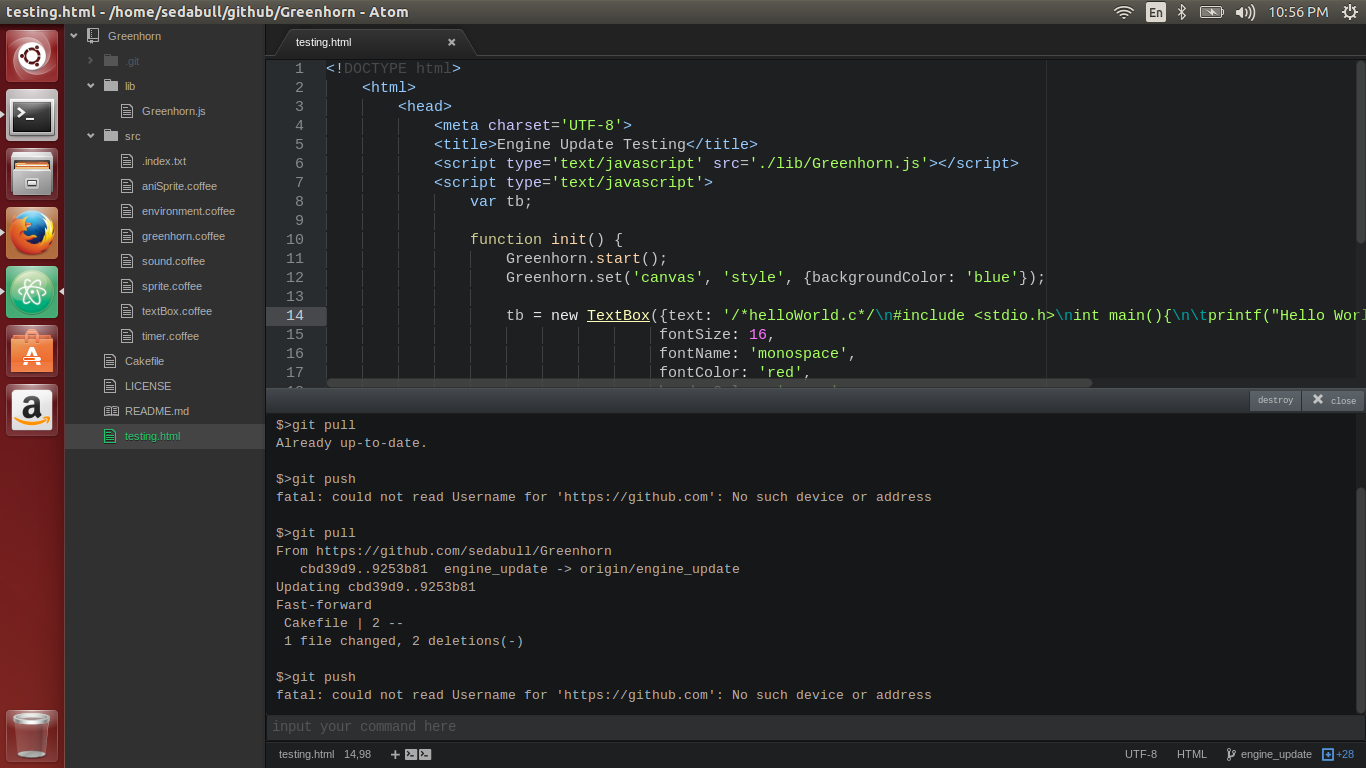 testing.html - /home/sedabull/github/Greenhorn - Atom
En
10:56 PM
Greenhorn
.git
lib
Greenhorn.js
src
.index.txt
aniSprite.coffee
environment.coffee
greenhorn.coffee
sound.coffee
sprite.coffee
textBox.coffee
timer.coffee
Cakefile
LICENSE
README.md
testing.html
testing.html
1 <!DOCTYPE html>
2 <html>
3 <head>
4 <meta charset='UTF-8'>
5 <title>Engine Update Testing</title>
6 <script type='text/javascript' src='./lib/Greenhorn.js'></script>
7 <script type='text/javascript'>
8 var tb;
9
10 function init() {
11 Greenhorn.start();
12 Greenhorn.set('canvas', 'style', {backgroundColor: 'blue'});
13
14 tb = new TextBox({text: '/*helloWorld.c*/\n#include <stdio.h>\nint main(){\n\tprintf("Hello Worl
15 fontSize: 16,
16 fontName: 'monospace',
17 fontColor: 'red',
destroy
close
$>git pull
Already up-to-date.
$>git push
fatal: could not read Username for 'https://github.com': No such device or address
$>git pull
From https://github.com/sedabull/Greenhorn
cbd39d9..9253b81 engine_update -> origin/engine_update
Updating cbd39d9..9253b81
Fast-forward
Cakefile | 2 --
1 file changed, 2 deletions(-)
$>git push
fatal: could not read Username for 'https://github.com': No such device or address
input your command here
testing.html 14,98
UTF-8 HTML engine_update +28